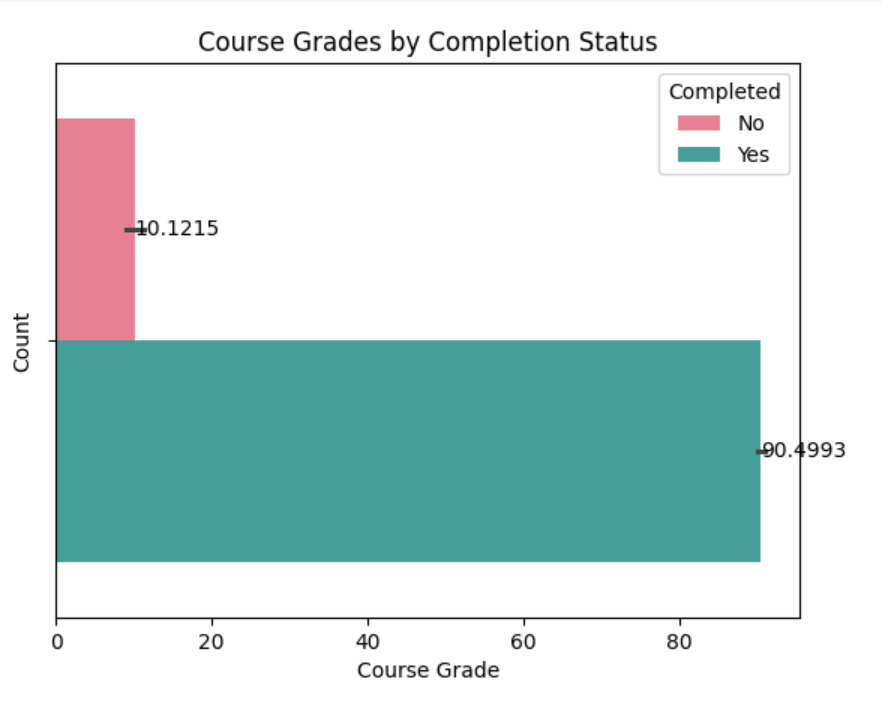 Course Grades by Completion Status
Completed
No
Yes
10.1215
Count
90.4993
0 20 40 60 80
Course Grade